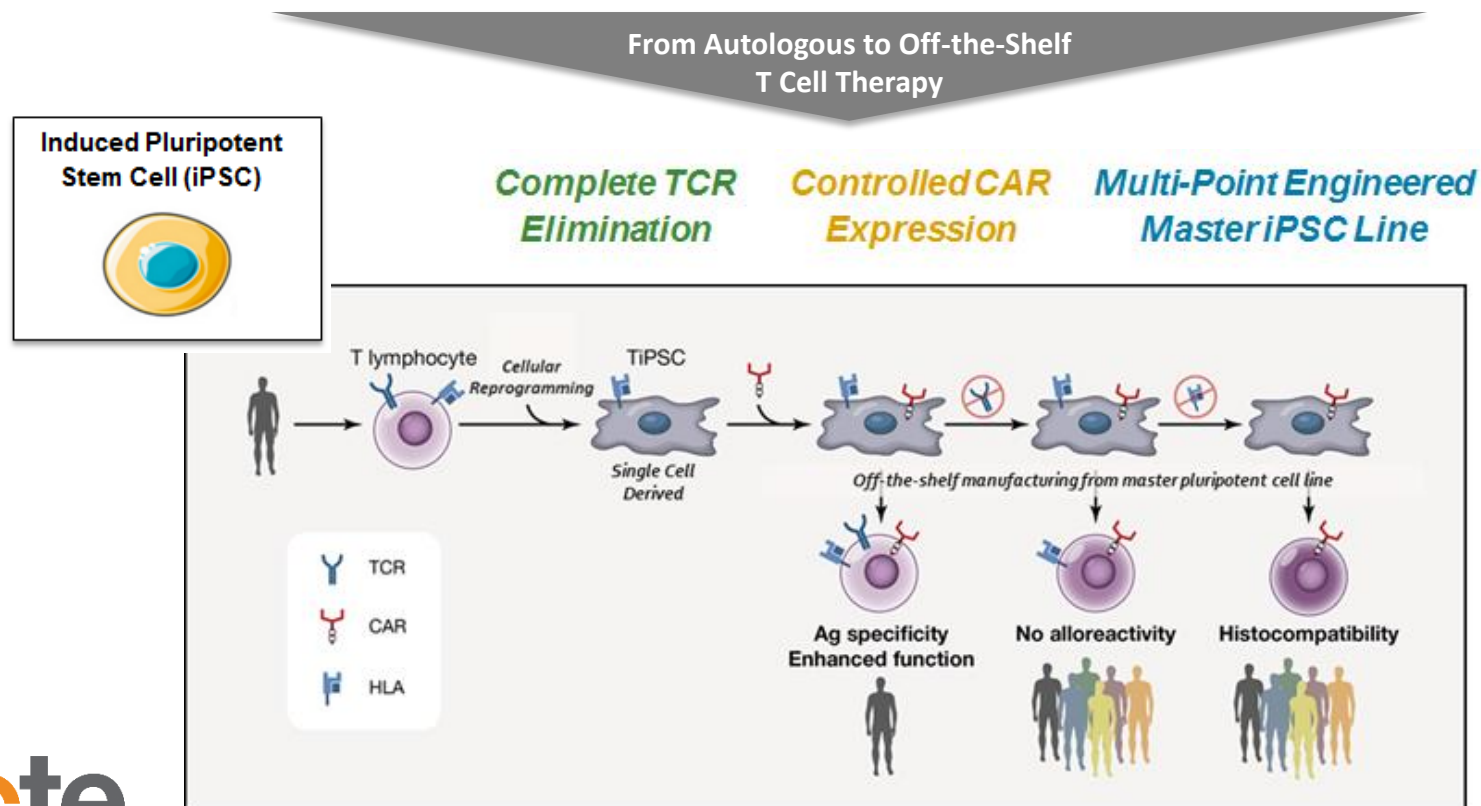 From Autologous to Off-the-Shelf
T Cell Therapy
Induced Pluripotent
Stem Cell (iPSC)
Complete TCR
Elimination
Controlled CAR
Expression
Multi-Point Engineered
Master iPSC Line
T lymphocyte
Cellular
Reprogramming
TiPSC
Single Cell
Derived
Off-the-shelf manufacturing from master pluripotent cell line
TCR
CAR
HLA
Ag specificity
Enhanced function
No alloreactivity
Histocompatibility